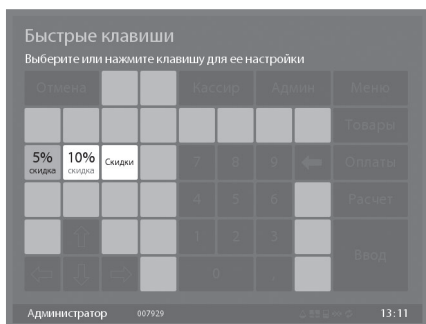 Быстрые клавиши
Выберите или нажмите клавишу для ее настройки
Отмена Кассир Админ Меню
Товары
5% скидка 10% скидка Скидки 7 8 9 Оплаты
4 5 6 Расчет
1 2 3
Ввод
0 .
Администратор 007929 13:11